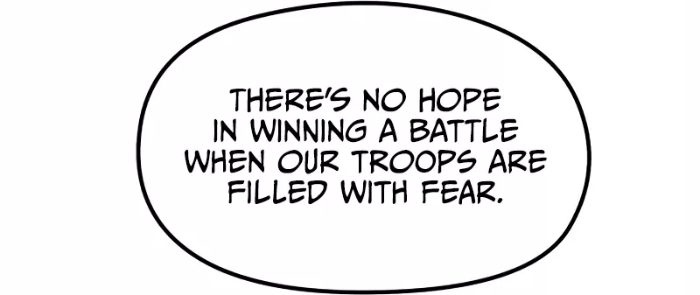 THERE'S NO HOPE
IN WINNING A BATTLE
WHEN OUR TROOPS ARE
FILLED WITH FEAR.